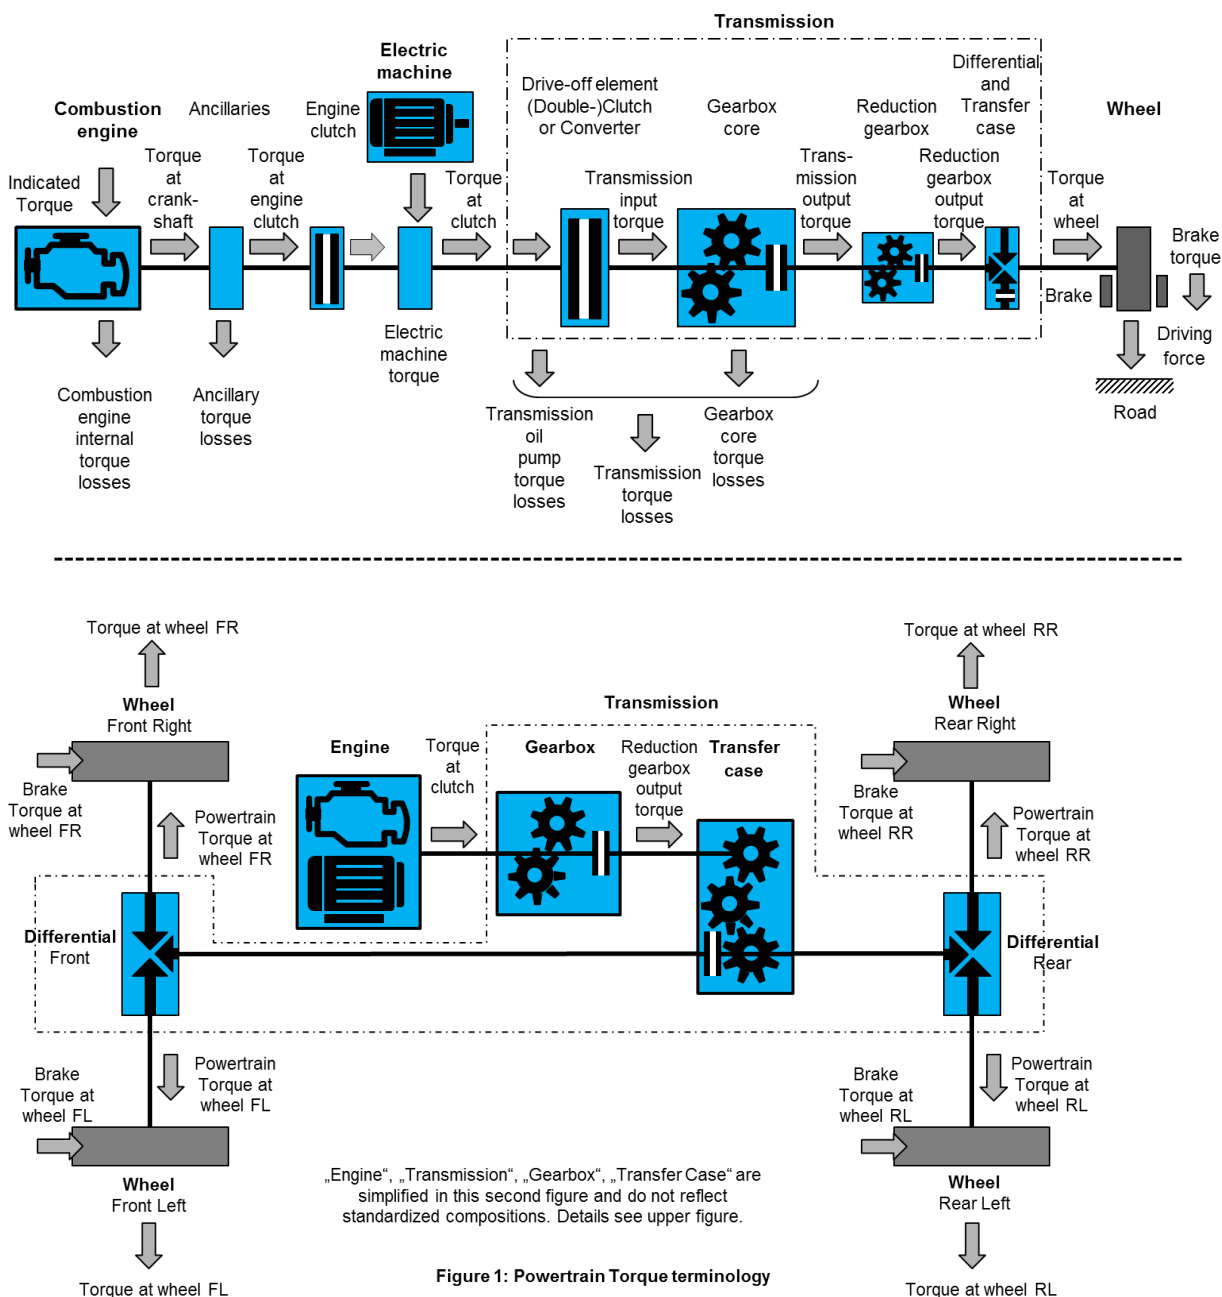 Transmission
Electric
machine
Combustion
engine
Ancillaries
Engine
clutch
Drive-off element
(Double-)Clutch
or Converter
Gearbox
core
Reduction
gearbox
Differential
and
Transfer
case
Wheel
Indicated
Torque
Torque
at
crank-
shaft
Torque
at
engine
clutch
Torque
at
clutch
Transmission
input
torque
Trans-
mission
output
torque
Reduction
gearbox
output
torque
Torque
at
wheel
Brake
torque
Brake
Driving
force
Road
Combustion
engine
internal
torque
losses
Ancillary
torque
losses
Electric
machine
torque
Transmission
oil
pump
torque
losses
Transmission
torque
losses
Gearbox
core
torque
losses
Torque at wheel FR
Wheel
Front Right
Brake
Torque at
wheel FR
Powertrain
Torque at
wheel FR
Transmission
Engine
Torque
at
clutch
Gearbox
Reduction
gearbox
output
torque
Transfer
case
Torque at wheel RR
Wheel
Rear Right
Brake
Torque at
wheel RR
Powertrain
Torque at
wheel RR
Differential
Front
Differential
Rear
Brake
Torque at
wheel FL
Powertrain
Torque at
wheel FL
Wheel
Front Left
Torque at wheel FL
Brake
Torque at
wheel RL
Powertrain
Torque at
wheel RL
Wheel
Rear Left
Torque at wheel RL
„Engine“, „Transmission“, „Gearbox“, „Transfer Case“ are
simplified in this second figure and do not reflect
standardized compositions. Details see upper figure.
Figure 1: Powertrain Torque terminology